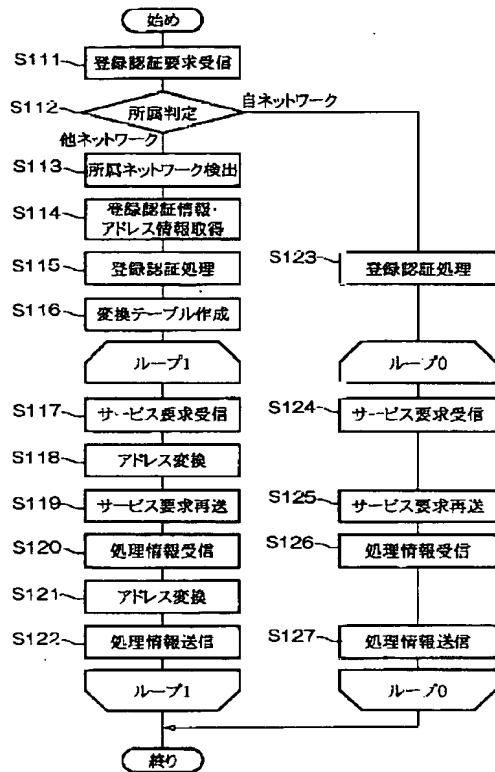 始め
S111
登録認証要求受信
S112
所属判定
自ネットワーク
他ネットワーク
S113
所属ネットワーク検出
S114
登録認証情報・
アドレス情報取得
S115
登録認証処理
S123
登録認証処理
S116
変換テーブル作成
ループ1
ループ0
S117
サービス要求受信
S124
サービス要求受信
S118
アドレス変換
S119
サービス要求再送
S125
サービス要求再送
S120
処理情報受信
S126
処理情報受信
S121
アドレス変換
S122
処理情報送信
S127
処理情報送信
ループ1
ループ0
終り